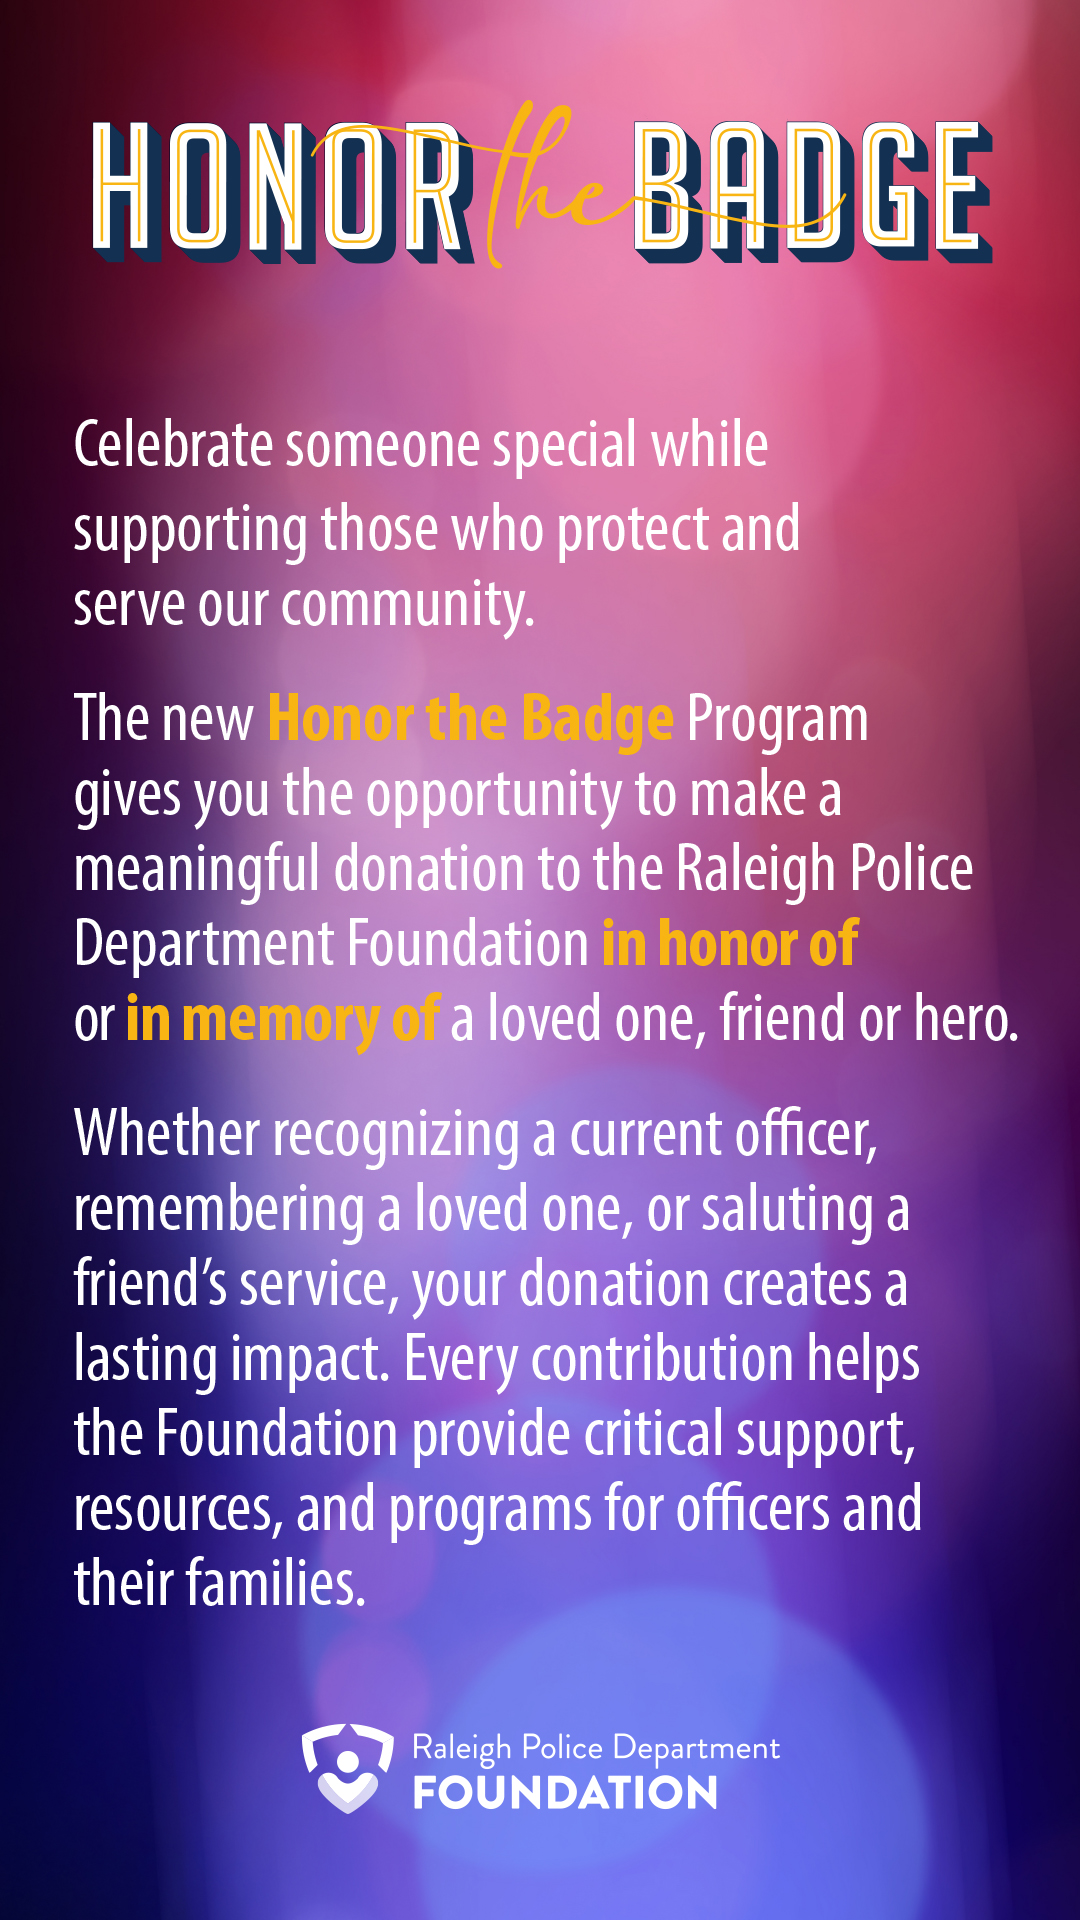 HONOR the BADGE
Celebrate someone special while
supporting those who protect and
serve our community.
The new Honor the Badge Program
gives you the opportunity to make a
meaningful donation to the Raleigh Police
Department Foundation in honor of
or in memory of a loved one, friend or hero.
Whether recognizing a current officer,
remembering a loved one, or saluting a
friend’s service, your donation creates a
lasting impact. Every contribution helps
the Foundation provide critical support,
resources, and programs for officers and
their families.
Raleigh Police Department
FOUNDATION